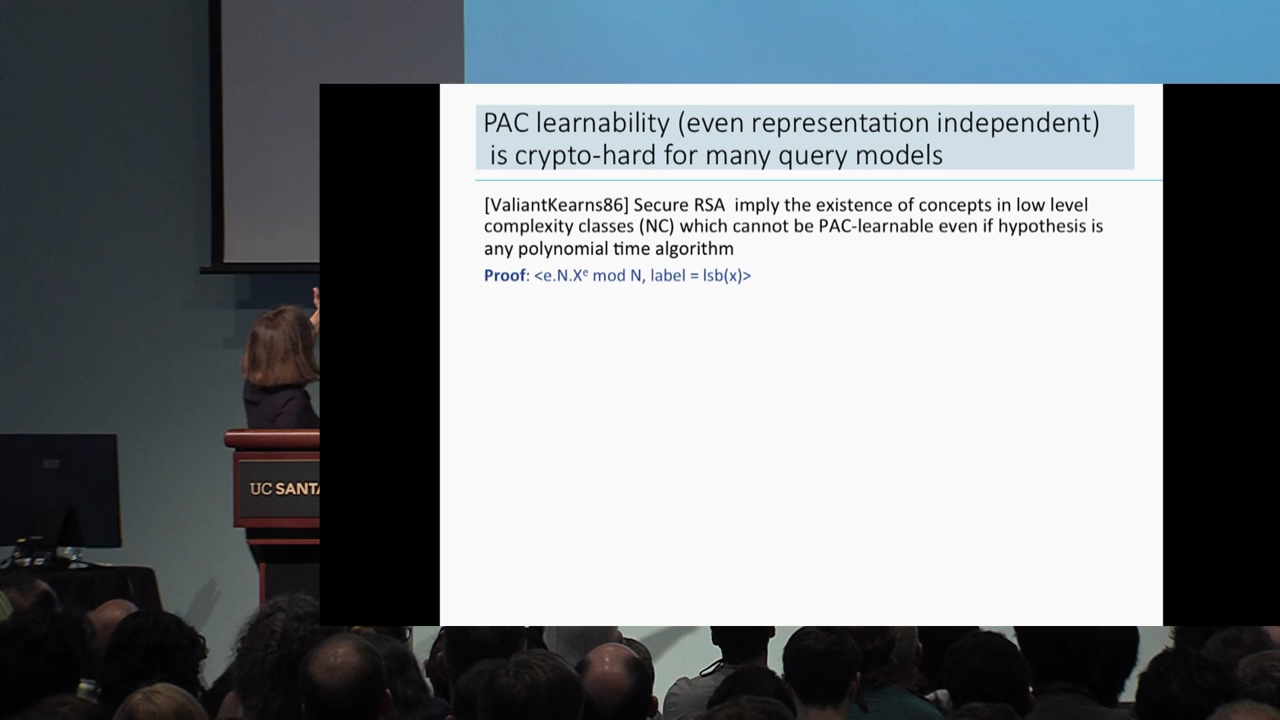 PAC learnability (even representation independent)
is crypto-hard for many query models
[ValiantKearns86] Secure RSA imply the existence of concepts in low level
complexity classes (NC) which cannot be PAC-learnable even if hypothesis is
any polynomial time algorithm
Proof: <e.N.Xᵉ mod N, label = lsb(x)>
UC SANTA